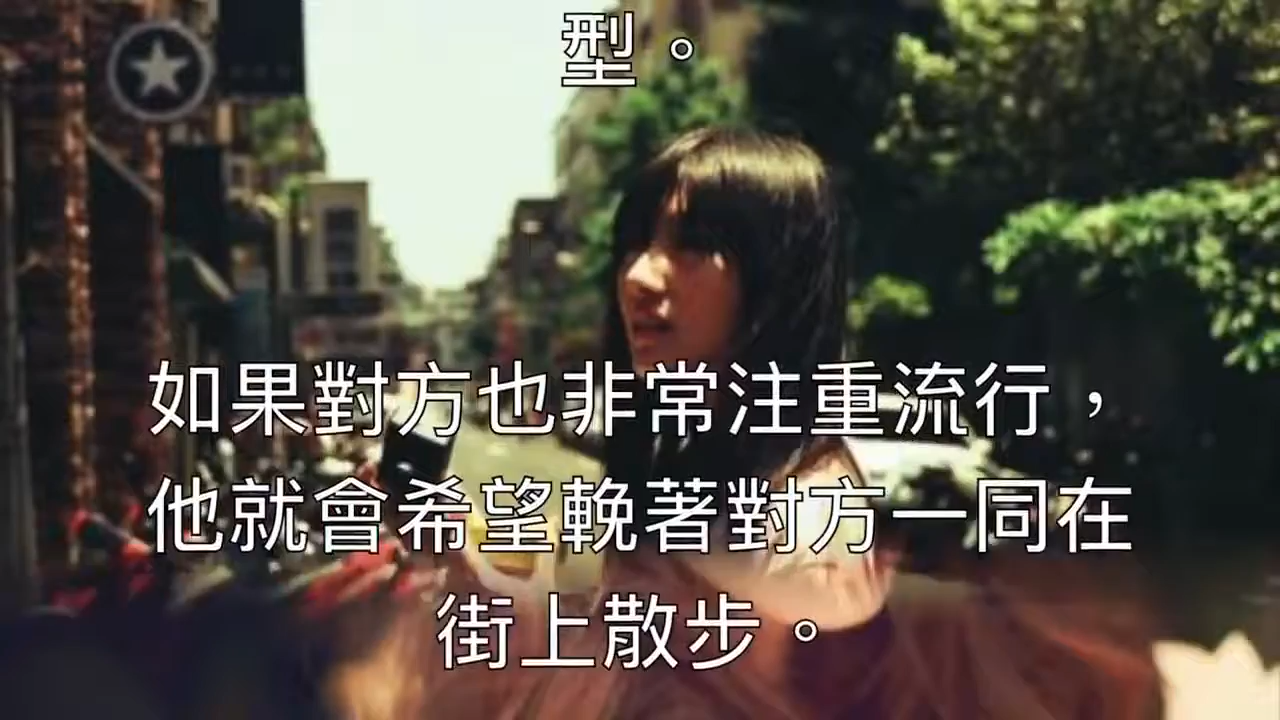 型。
如果對方也非常注重流行，
他就會希望輓著對方一同在
街上散步。